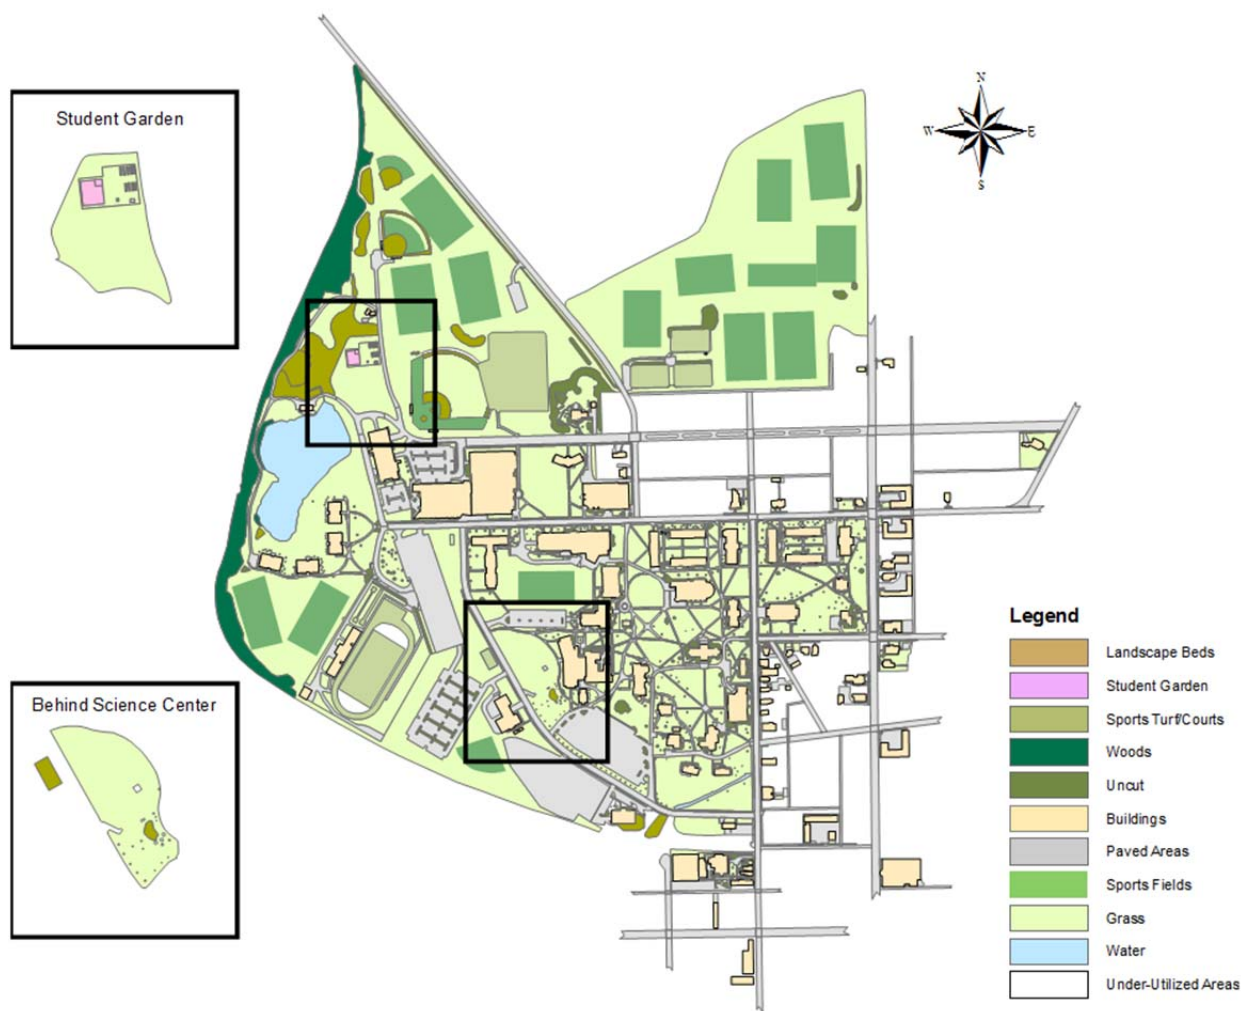 Student Garden
N
W
E
S
Behind Science Center
Legend
Landscape Beds
Student Garden
Sports Turf/Courts
Woods
Uncut
Buildings
Paved Areas
Sports Fields
Grass
Water
Under-Utilized Areas